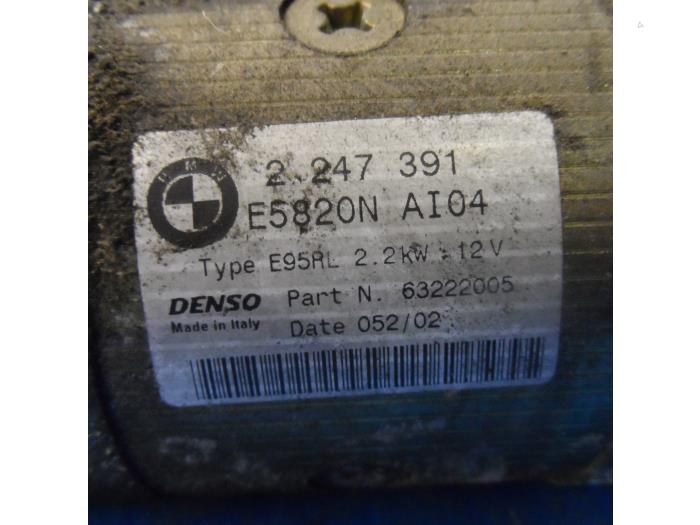 BMW
2 247 391
E5820N AI04
Type E95RL 2.2kW - 12V
DENSO Part N. 63222005
Made in Italy Date 052/02